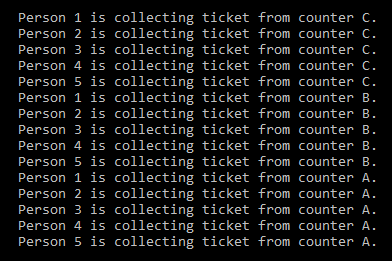 Person 1 is collecting ticket from counter C.
Person 2 is collecting ticket from counter C.
Person 3 is collecting ticket from counter C.
Person 4 is collecting ticket from counter C.
Person 5 is collecting ticket from counter C.
Person 1 is collecting ticket from counter B.
Person 2 is collecting ticket from counter B.
Person 3 is collecting ticket from counter B.
Person 4 is collecting ticket from counter B.
Person 5 is collecting ticket from counter B.
Person 1 is collecting ticket from counter A.
Person 2 is collecting ticket from counter A.
Person 3 is collecting ticket from counter A.
Person 4 is collecting ticket from counter A.
Person 5 is collecting ticket from counter A.